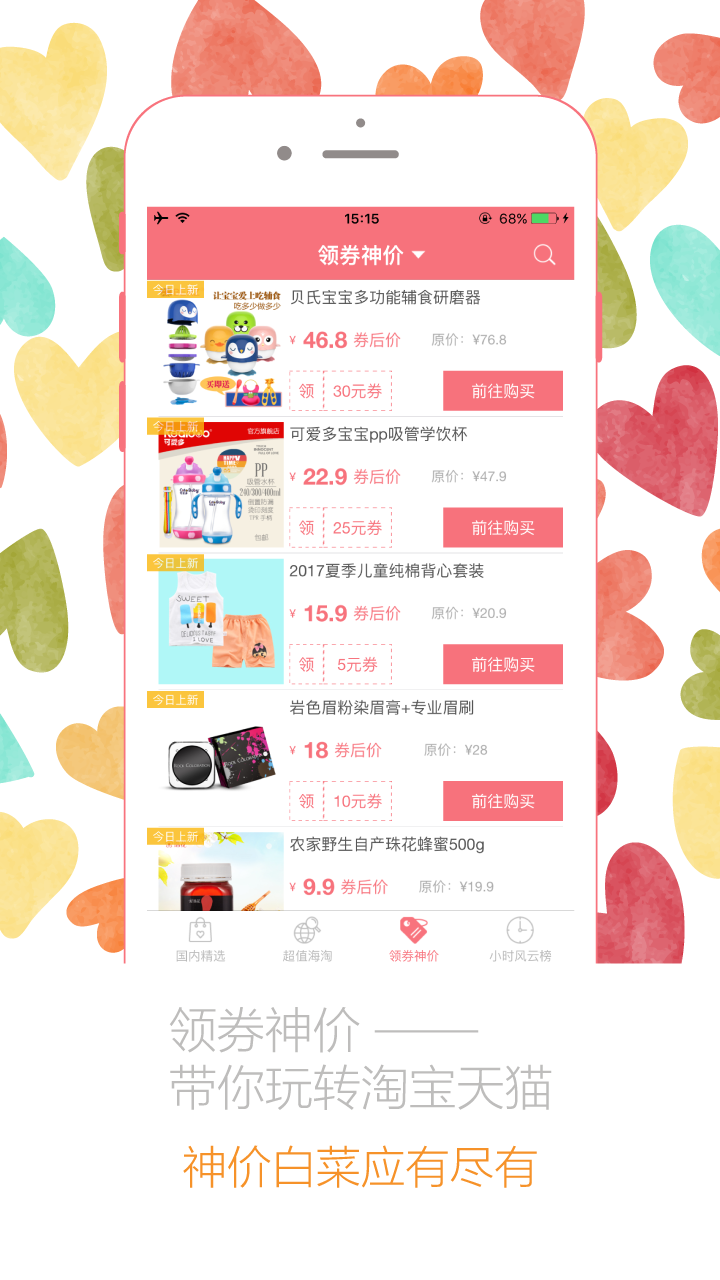 15:15
68%
领券神价
今日上新
让宝宝爱上吃辅食
吃多少做多少
买即送
贝氏宝宝多功能辅食研磨器
¥ 46.8 券后价
原价：¥76.8
领 30元券
前往购买
今日上新
可爱多
官方旗舰店
HAPPY TIME
PP
吸管水杯
240/300/400ml
包邮
可爱多宝宝pp吸管学饮杯
¥ 22.9 券后价
原价：¥47.9
领 25元券
前往购买
今日上新
SWEET
I LOVE
2017夏季儿童纯棉背心套装
¥ 15.9 券后价
原价：¥20.9
领 5元券
前往购买
今日上新
岩色眉粉染眉膏+专业眉刷
¥ 18 券后价
原价：¥28
领 10元券
前往购买
今日上新
农家野生自产珠花蜂蜜500g
¥ 9.9 券后价
原价：¥19.9
国内精选
超值海淘
领券神价
小时风云榜
领券神价 ——
带你玩转淘宝天猫
神价白菜应有尽有